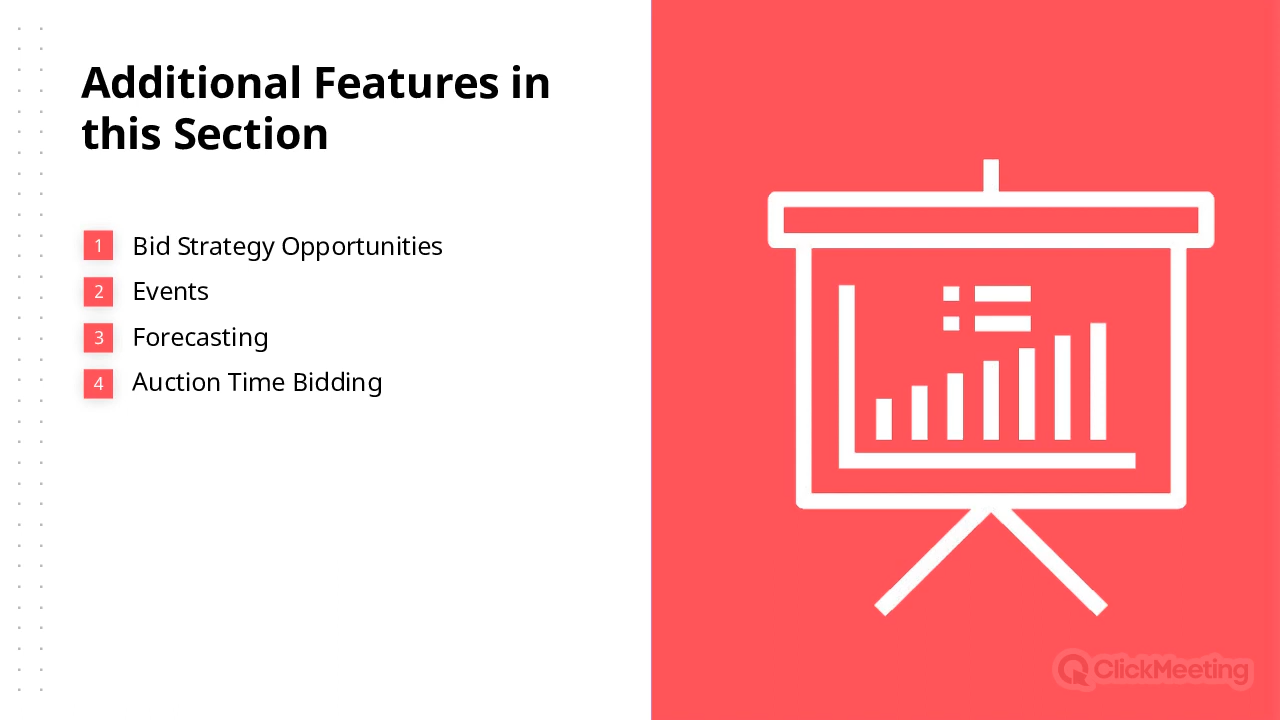 Additional Features in
this Section
1 Bid Strategy Opportunities
2 Events
3 Forecasting
4 Auction Time Bidding
ClickMeeting